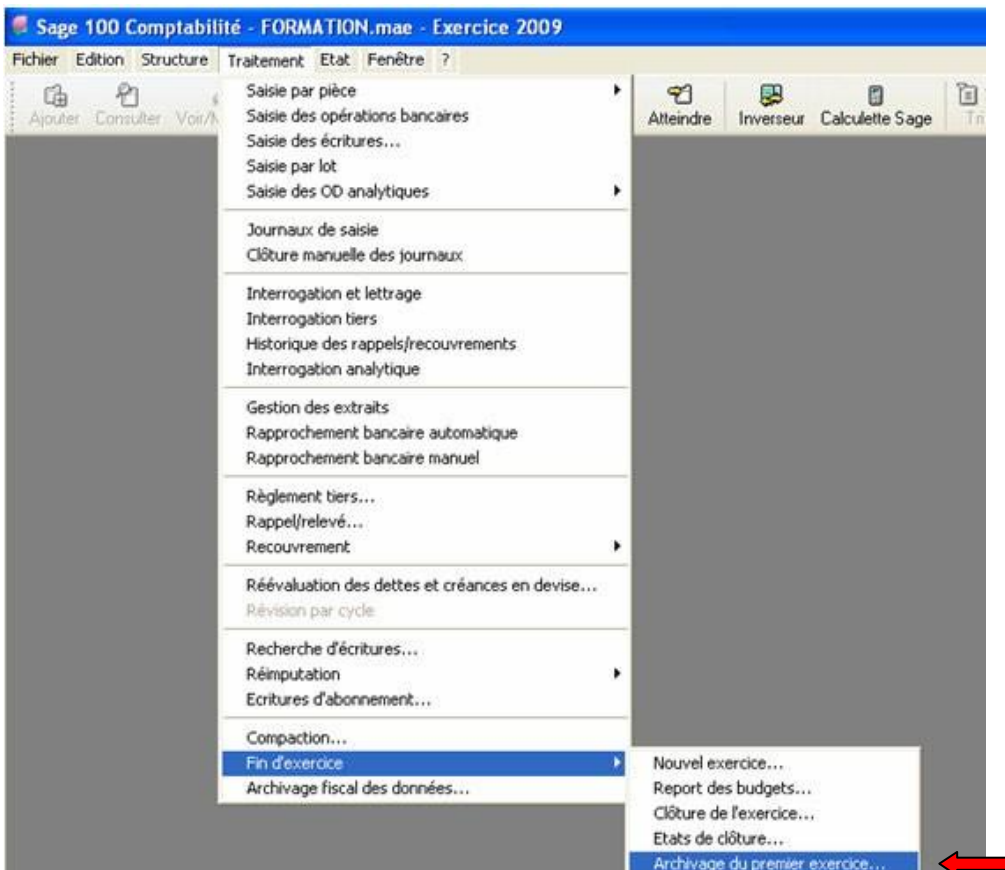 Sage 100 Comptabilité - FORMATION.mae - Exercice 2009
Fichier Edition Structure Traitement Etat Fenêtre ?
Ajouter Consulter Voir/M Atteindre Inverseur Calculette Sage Tri
Saisie par pièce
Saisie des opérations bancaires
Saisie des écritures...
Saisie par lot
Saisie des OD analytiques
Journaux de saisie
Clôture manuelle des journaux
Interrogation et lettrage
Interrogation tiers
Historique des rappels/recouvrements
Interrogation analytique
Gestion des extraits
Rapprochement bancaire automatique
Rapprochement bancaire manuel
Règlement tiers...
Rappel/relevé...
Recouvrement
Réévaluation des dettes et créances en devise...
Révision par cycle
Recherche d'écritures...
Réimputation
Ecritures d'abonnement...
Compaction...
Fin d'exercice
Archivage fiscal des données...
Nouvel exercice...
Report des budgets...
Clôture de l'exercice...
Etats de clôture...
Archivage du premier exercice...